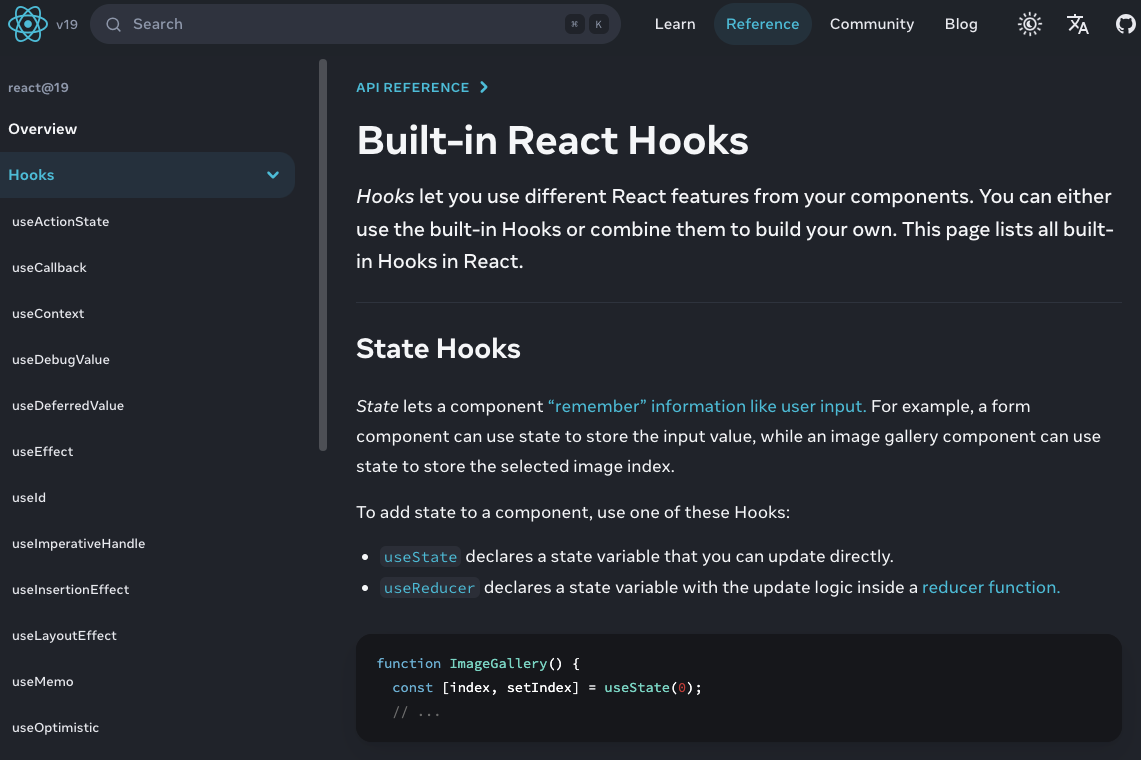 v19
Search
⌘ K
Learn
Reference
Community
Blog
react@19
Overview
Hooks
useActionState
useCallback
useContext
useDebugValue
useDeferredValue
useEffect
useId
useImperativeHandle
useInsertionEffect
useLayoutEffect
useMemo
useOptimistic
API REFERENCE
Built-in React Hooks
Hooks let you use different React features from your components. You can either
use the built-in Hooks or combine them to build your own. This page lists all built-
in Hooks in React.
State Hooks
State lets a component “remember” information like user input. For example, a form
component can use state to store the input value, while an image gallery component can use
state to store the selected image index.
To add state to a component, use one of these Hooks:
• useState declares a state variable that you can update directly.
• useReducer declares a state variable with the update logic inside a reducer function.
function ImageGallery() {
  const [index, setIndex] = useState(0);
  // ...